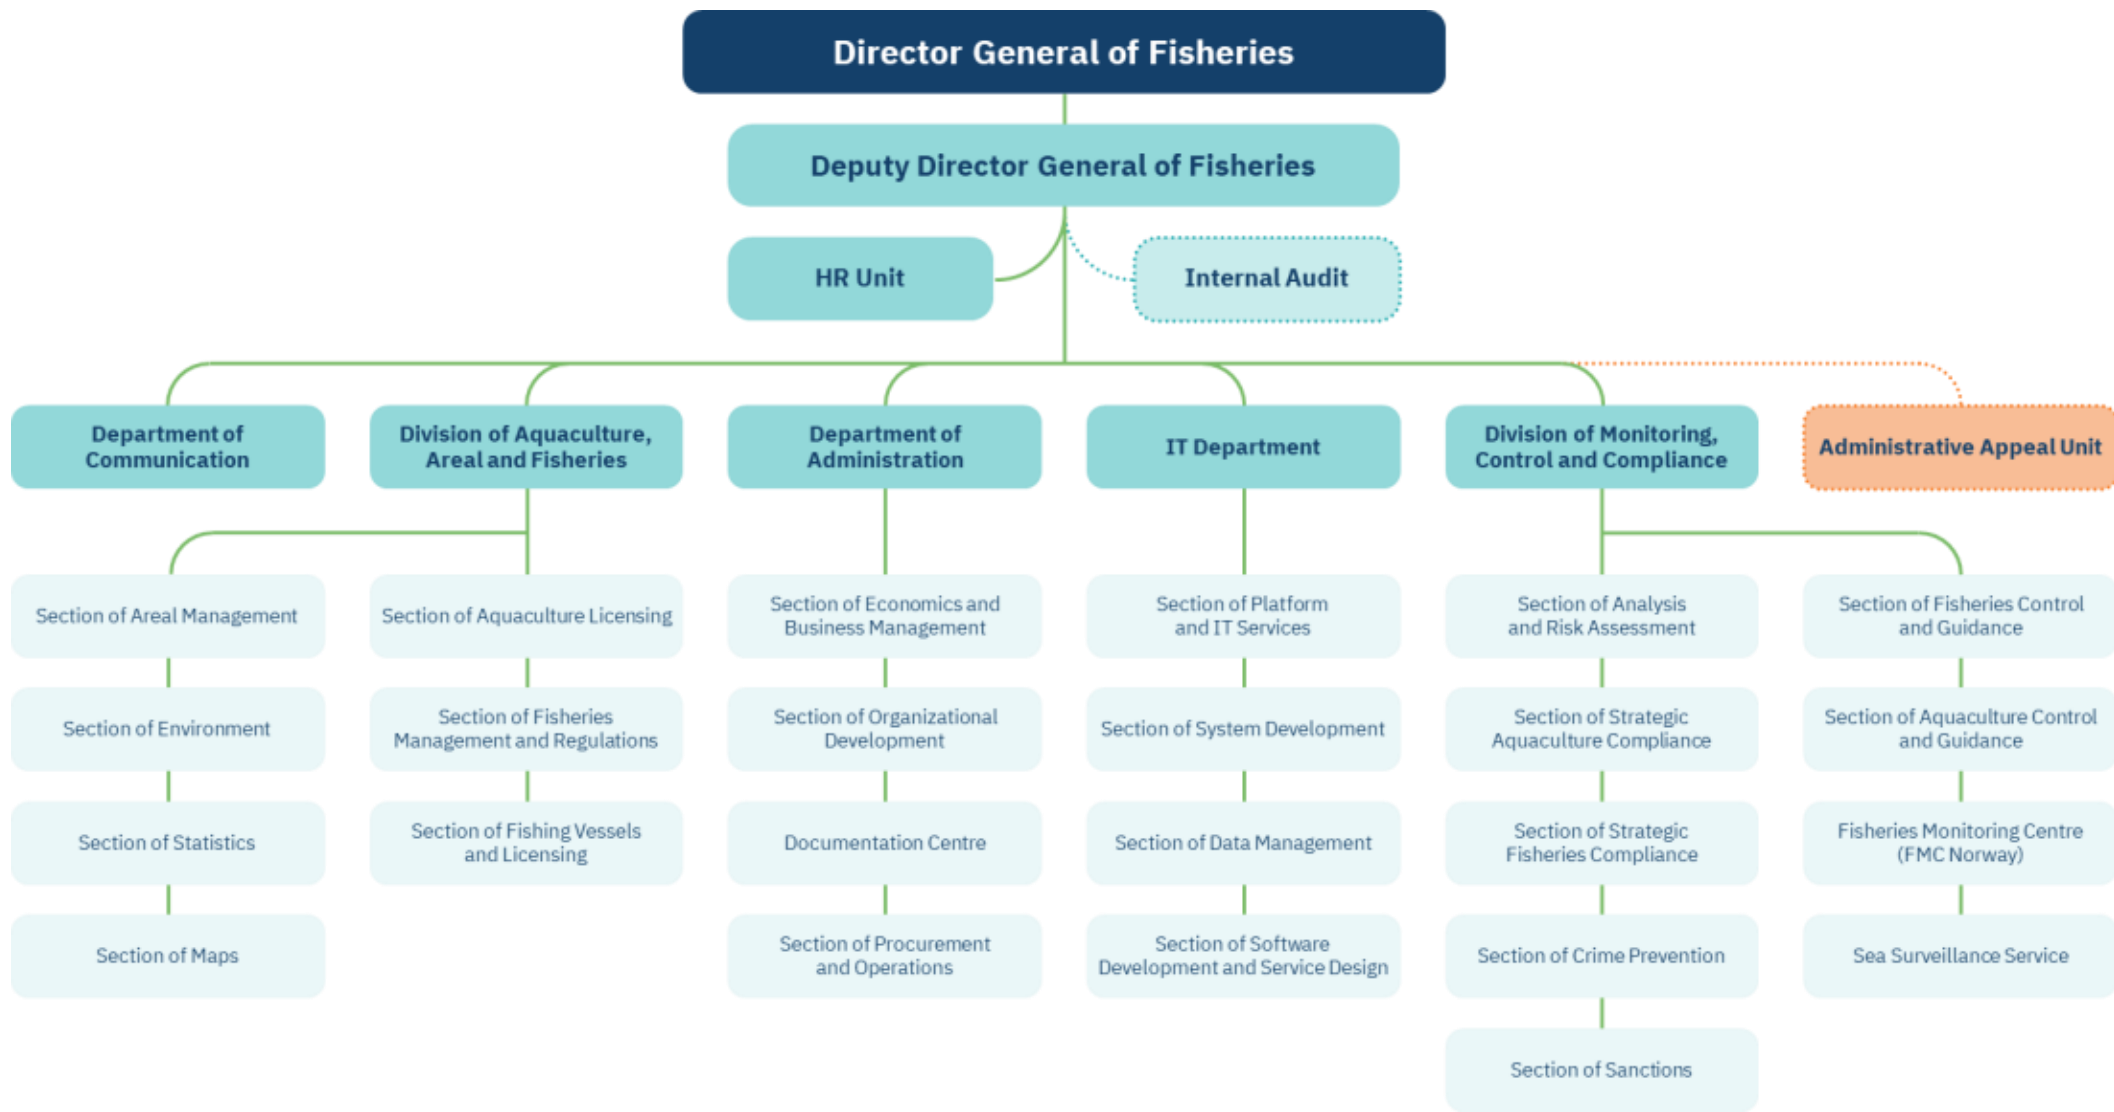 Director General of Fisheries
Deputy Director General of Fisheries
HR Unit
Internal Audit
Department of
Communication
Division of Aquaculture,
Areal and Fisheries
Department of
Administration
IT Department
Division of Monitoring,
Control and Compliance
Administrative Appeal Unit
Section of Areal Management
Section of Environment
Section of Statistics
Section of Maps
Section of Aquaculture Licensing
Section of Fisheries
Management and Regulations
Section of Fishing Vessels
and Licensing
Section of Economics and
Business Management
Section of Organizational
Development
Documentation Centre
Section of Procurement
and Operations
Section of Platform
and IT Services
Section of System Development
Section of Data Management
Section of Software
Development and Service Design
Section of Analysis
and Risk Assessment
Section of Strategic
Aquaculture Compliance
Section of Strategic
Fisheries Compliance
Section of Crime Prevention
Section of Sanctions
Section of Fisheries Control
and Guidance
Section of Aquaculture Control
and Guidance
Fisheries Monitoring Centre
(FMC Norway)
Sea Surveillance Service